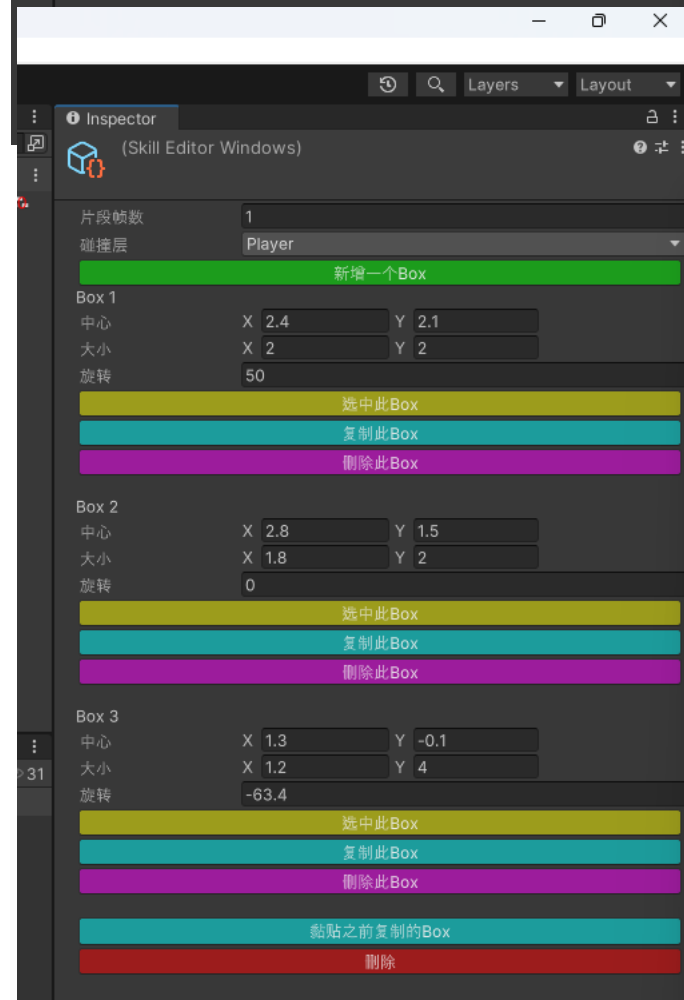 Layers Layout
Inspector
(Skill Editor Windows)
片段帧数 1
碰撞层 Player
新增一个Box
Box 1
中心 X 2.4 Y 2.1
大小 X 2 Y 2
旋转 50
选中此Box
复制此Box
删除此Box
Box 2
中心 X 2.8 Y 1.5
大小 X 1.8 Y 2
旋转 0
选中此Box
复制此Box
删除此Box
Box 3
中心 X 1.3 Y -0.1
31
大小 X 1.2 Y 4
旋转 -63.4
选中此Box
复制此Box
删除此Box
黏贴之前复制的Box
删除